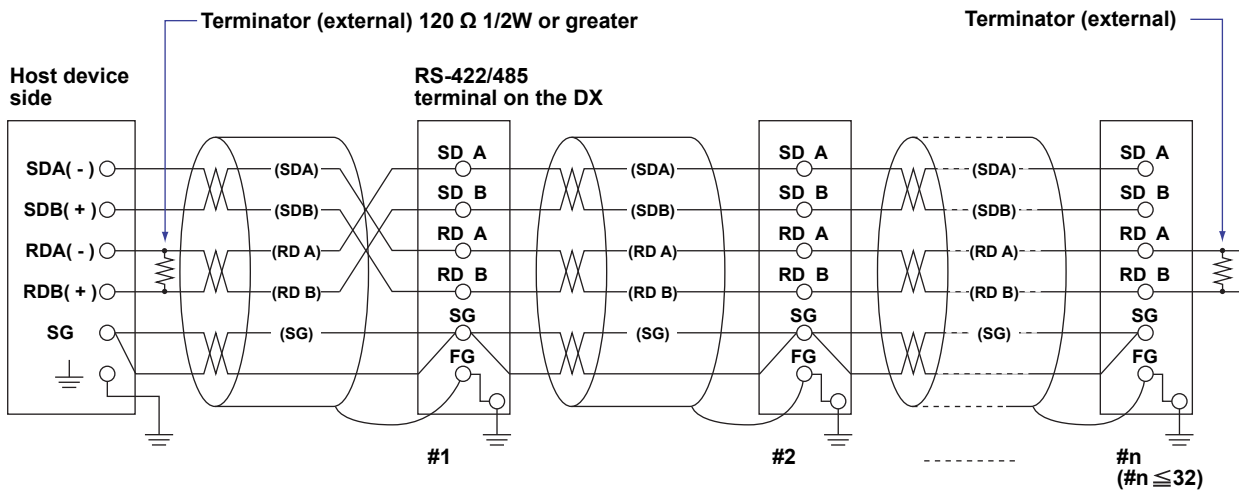 Terminator (external) 120 Ω 1/2W or greater
Terminator (external)
Host device
side
RS-422/485
terminal on the DX
SDA( - )
SDB( + )
RDA( - )
RDB( + )
SG
(SDA)
(SDB)
(RD A)
(RD B)
(SG)
SD A
SD B
RD A
RD B
SG
FG
(SDA)
(SDB)
(RD A)
(RD B)
(SG)
SD A
SD B
RD A
RD B
SG
FG
(SDA)
(SDB)
(RD A)
(RD B)
(SG)
SD A
SD B
RD A
RD B
SG
FG
#1
#2
#n
(#n ≦32)